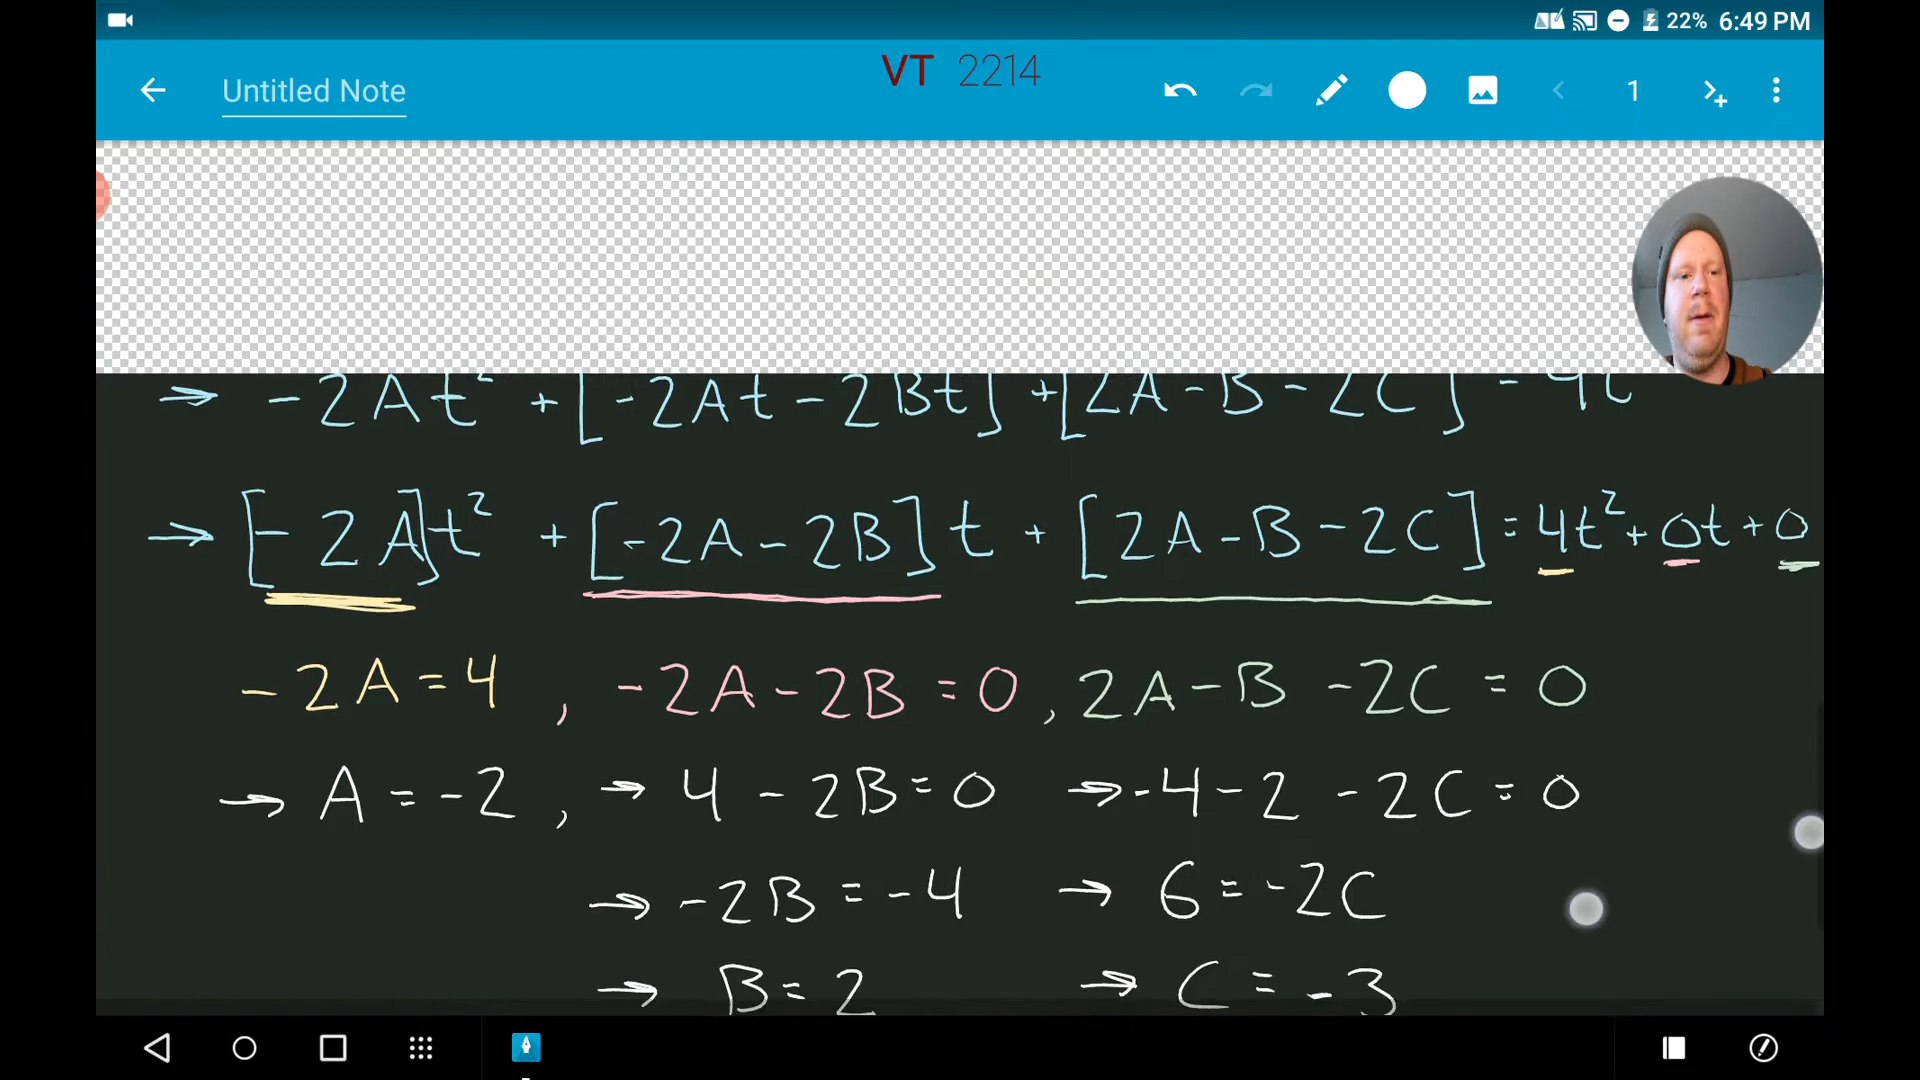 22% 6:49 PM
VT 2214
Untitled Note
1
→ -2At² + [-2At - 2Bt] + [2A - B - 2C] = 4t²
→ [-2A]t² + [-2A - 2B]t + [2A - B - 2C] = 4t² + 0t + 0
-2A = 4 , -2A - 2B = 0 , 2A - B - 2C = 0
→ A = -2 , → 4 - 2B = 0 → -4 - 2 - 2C = 0
→ -2B = -4 → 6 = -2C
→ B = 2 → C = -3